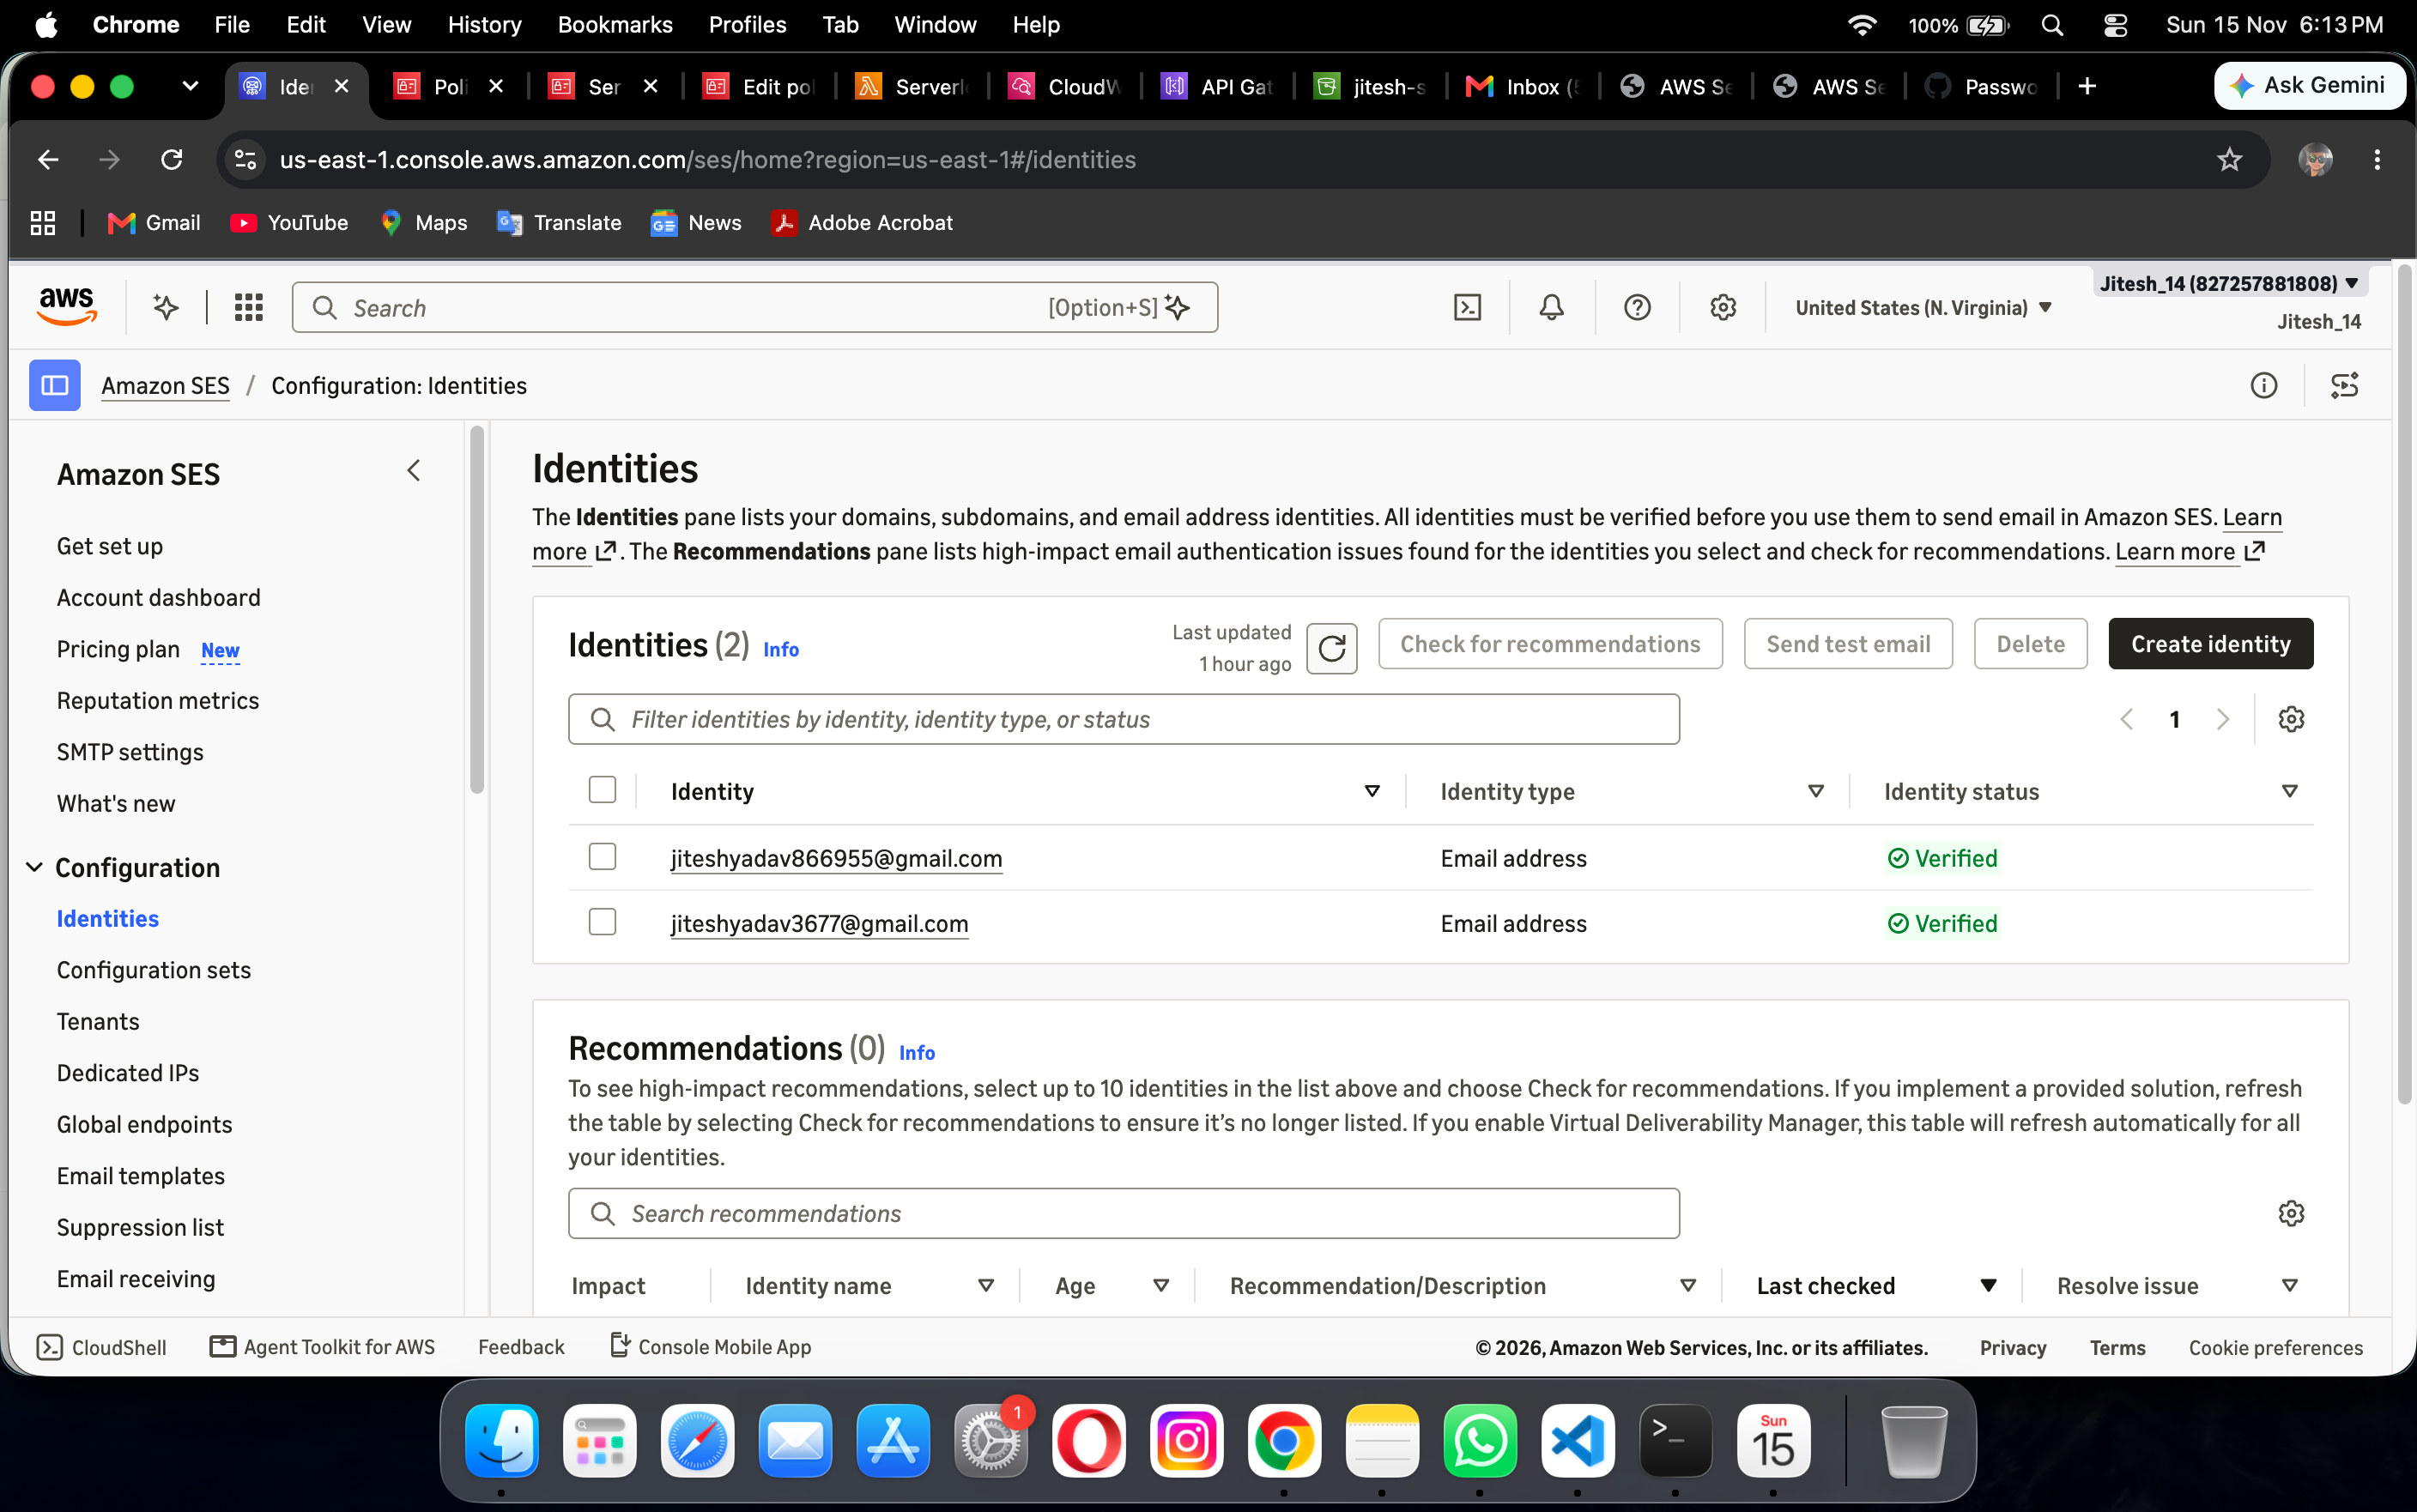 Chrome File Edit View History Bookmarks Profiles Tab Window Help 100% Sun 15 Nov 6:13 PM
Iden Poli Ser Edit pol Serverle CloudW API Gat jitesh-s Inbox (5 AWS Se AWS Se Passwo Ask Gemini
us-east-1.console.aws.amazon.com/ses/home?region=us-east-1#/identities
Gmail YouTube Maps Translate News Adobe Acrobat
aws Search [Option+S] United States (N. Virginia) Jitesh_14 (827257881808)
Jitesh_14
Amazon SES / Configuration: Identities
Amazon SES
Get set up
Account dashboard
Pricing plan New
Reputation metrics
SMTP settings
What's new
Configuration
Identities
Configuration sets
Tenants
Dedicated IPs
Global endpoints
Email templates
Suppression list
Email receiving
Identities
The Identities pane lists your domains, subdomains, and email address identities. All identities must be verified before you use them to send email in Amazon SES. Learn
more . The Recommendations pane lists high-impact email authentication issues found for the identities you select and check for recommendations. Learn more
Identities (2) Info
Last updated
1 hour ago
Check for recommendations Send test email Delete Create identity
Filter identities by identity, identity type, or status
1
Identity Identity type Identity status
jiteshyadav866955@gmail.com Email address Verified
jiteshyadav3677@gmail.com Email address Verified
Recommendations (0) Info
To see high-impact recommendations, select up to 10 identities in the list above and choose Check for recommendations. If you implement a provided solution, refresh
the table by selecting Check for recommendations to ensure it’s no longer listed. If you enable Virtual Deliverability Manager, this table will refresh automatically for all
your identities.
Search recommendations
Impact Identity name Age Recommendation/Description Last checked Resolve issue
CloudShell Agent Toolkit for AWS Feedback Console Mobile App © 2026, Amazon Web Services, Inc. or its affiliates. Privacy Terms Cookie preferences
1
Sun
15